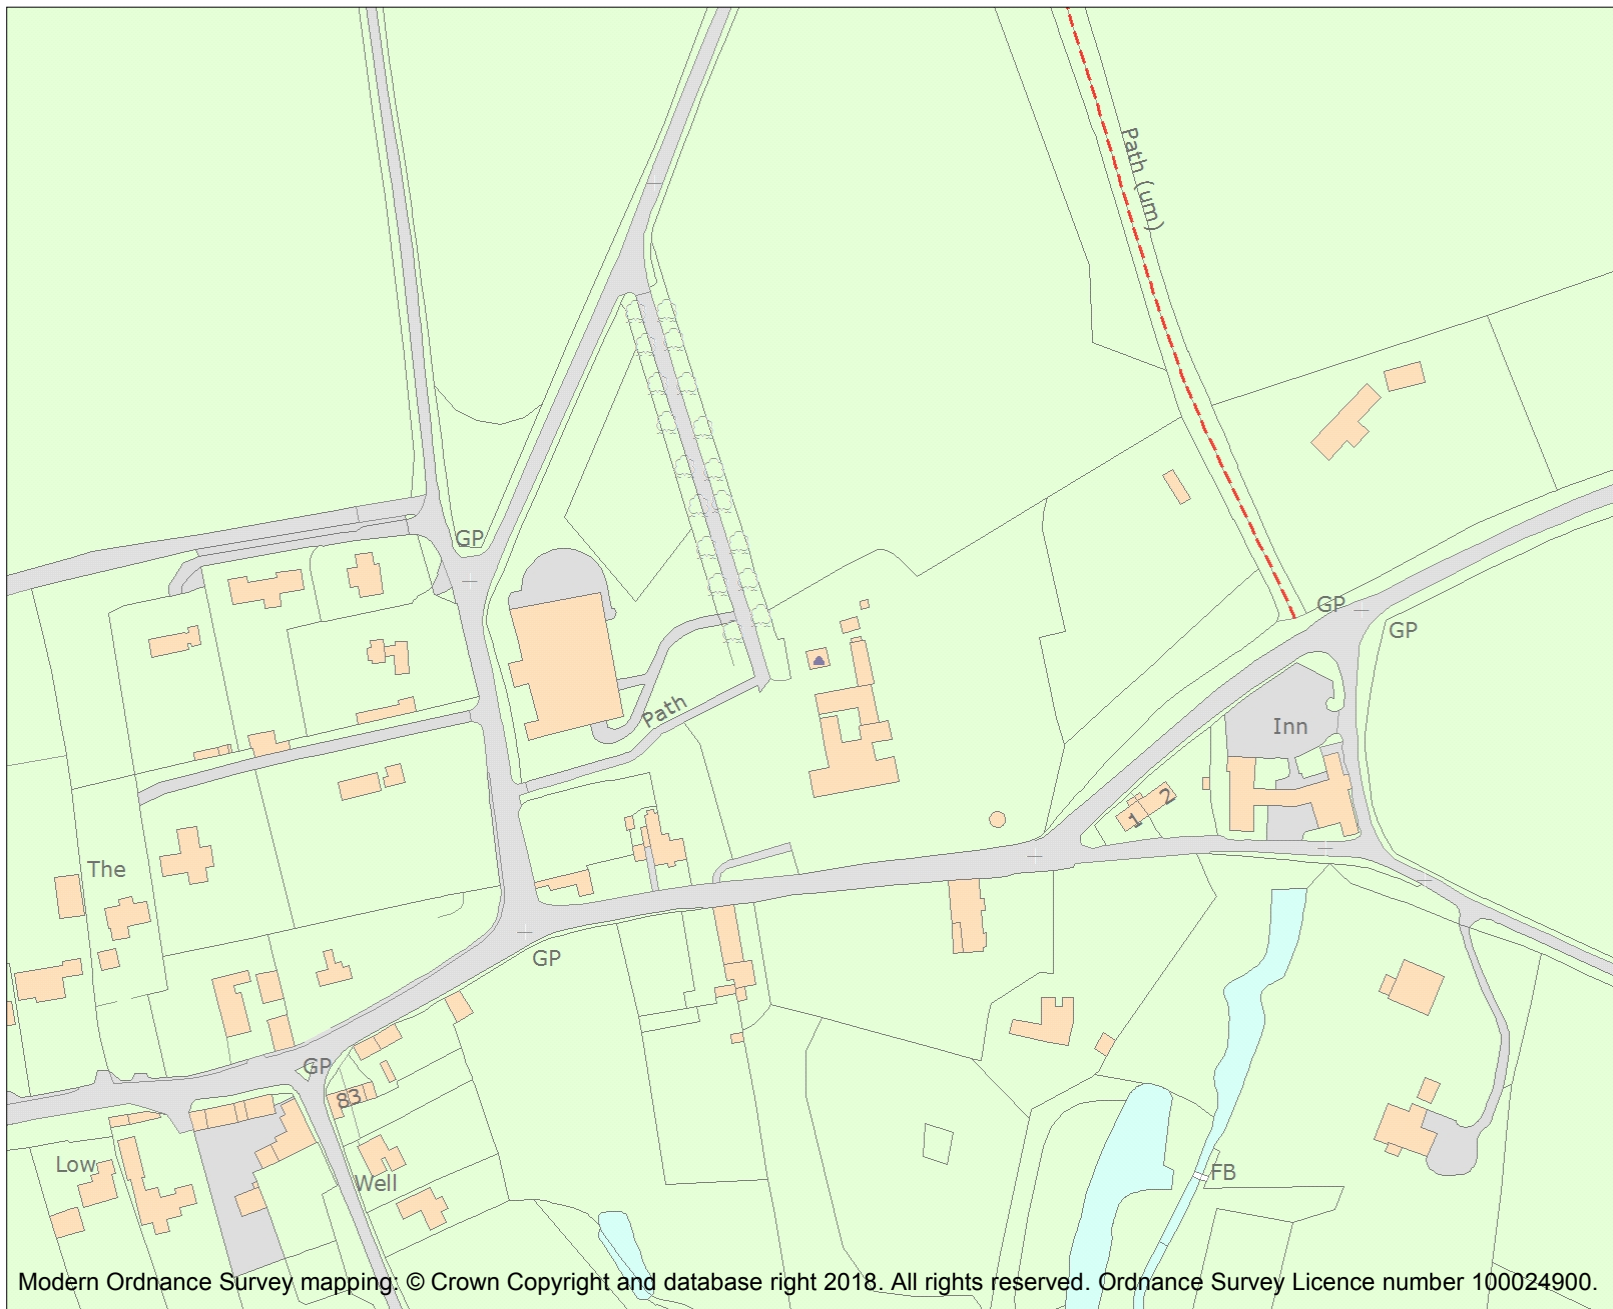 Path (um)
GP
GP
GP
Path
Inn
2
1
The
GP
GP
83
Low
Well
FB
Modern Ordnance Survey mapping: © Crown Copyright and database right 2018. All rights reserved. Ordnance Survey Licence number 100024900.